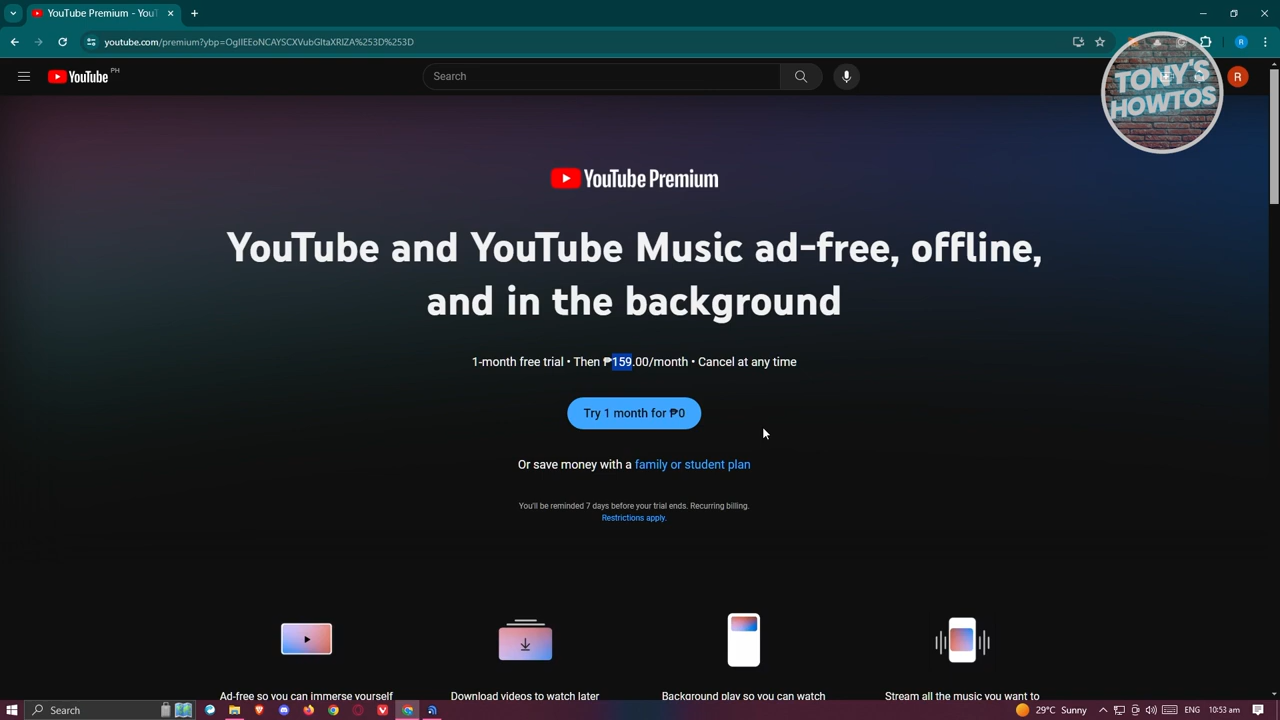 YouTube Premium - YouT
youtube.com/premium?ybp=OgIIEEoNCAYSCXVubGltaXRlZA%253D%253D
R
YouTube
PH
Search
R
TONY'S
HOWTOS
YouTube Premium
YouTube and YouTube Music ad-free, offline,
and in the background
1-month free trial • Then ₱159.00/month • Cancel at any time
Try 1 month for ₱0
Or save money with a family or student plan
You'll be reminded 7 days before your trial ends. Recurring billing.
Restrictions apply.
Ad-free so you can immerse yourself
Download videos to watch later
Background play so you can watch
Stream all the music you want to
Search
29°C Sunny
ENG
10:53 am